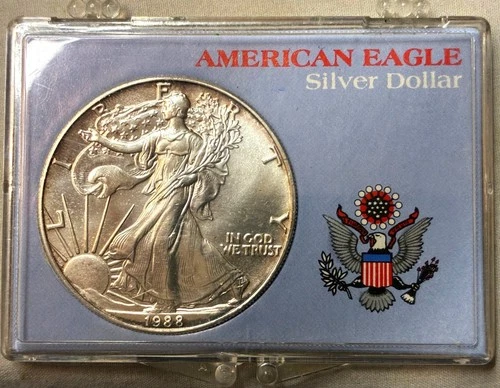 AMERICAN EAGLE
Silver Dollar
LIBERTY
IN GOD
WE TRUST
1988